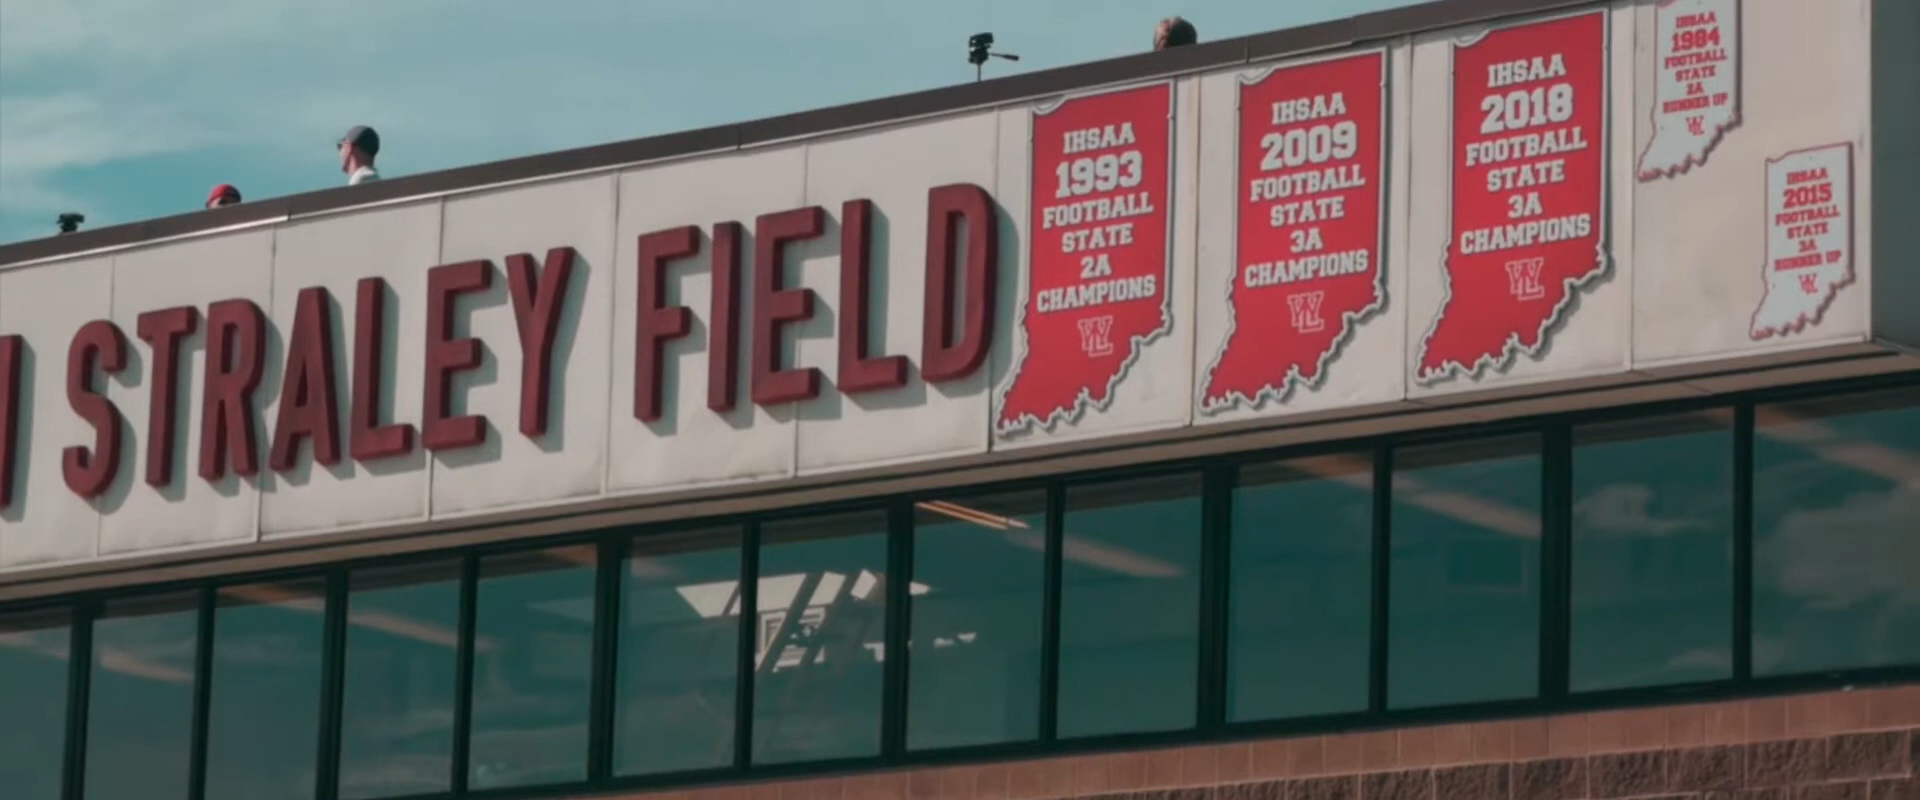 STRALEY FIELD
IHSAA
1993
FOOTBALL
STATE
2A
CHAMPIONS
WL
IHSAA
2009
FOOTBALL
STATE
3A
CHAMPIONS
WL
IHSAA
2018
FOOTBALL
STATE
3A
CHAMPIONS
WL
IHSAA
1984
FOOTBALL
STATE
2A
RUNNER UP
WL
IHSAA
2015
FOOTBALL
STATE
3A
RUNNER UP
WL